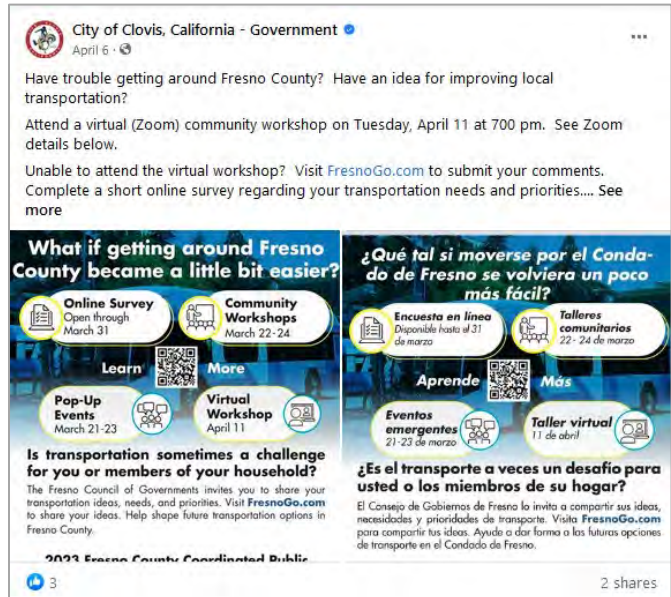 City of Clovis, California - Government
April 6 ·
Have trouble getting around Fresno County? Have an idea for improving local
transportation?
Attend a virtual (Zoom) community workshop on Tuesday, April 11 at 700 pm. See Zoom
details below.
Unable to attend the virtual workshop? Visit FresnoGo.com to submit your comments.
Complete a short online survey regarding your transportation needs and priorities.... See
more
What if getting around Fresno
County became a little bit easier?
Online Survey
Open through
March 31
Community
Workshops
March 22-24
Learn More
Pop-Up
Events
March 21-23
Virtual
Workshop
April 11
Is transportation sometimes a challenge
for you or members of your household?
The Fresno Council of Governments invites you to share your
transportation ideas, needs, and priorities. Visit FresnoGo.com
to share your ideas. Help shape future transportation options in
Fresno County.
2023 Fresno County Coordinated Public
¿Qué tal si moverse por el Conda-
do de Fresno se volviera un poco
más fácil?
Encuesta en línea
Disponible hasta el 31
de marzo
Talleres
comunitarios
22 - 24 de marzo
Aprende Más
Eventos
emergentes
21-23 de marzo
Taller virtual
11 de abril
¿Es el transporte a veces un desafío para
usted o los miembros de su hogar?
El Consejo de Gobiernos de Fresno lo invita a compartir sus ideas,
necesidades y prioridades de transporte. Visita FresnoGo.com
para compartir tus ideas. Ayude a dar forma a las futuras opciones
de transporte en el Condado de Fresno.
3
2 shares